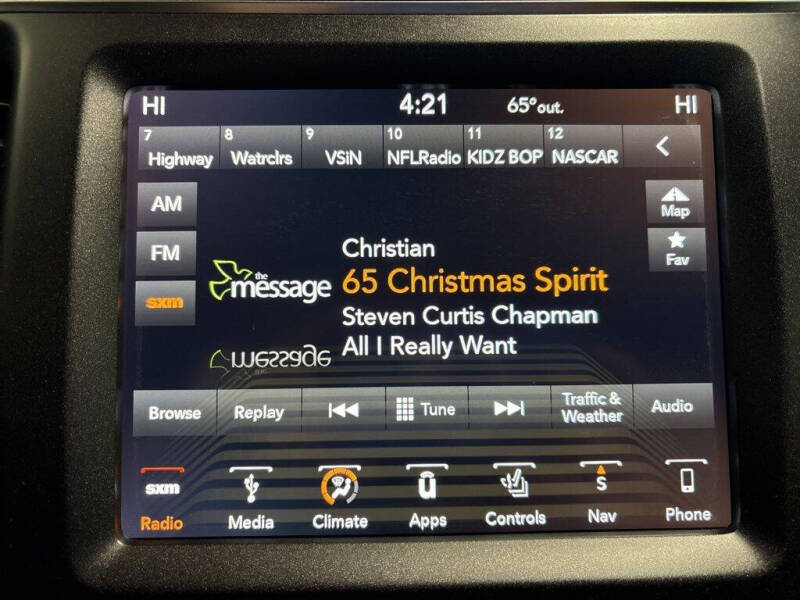 HI 4:21 65° out. HI
7 8 9 10 11 12
Highway Watrclrs VSiN NFLRadio KIDZ BOP NASCAR
AM Map
FM Fav
sxm
Christian
the message 65 Christmas Spirit
Steven Curtis Chapman
All I Really Want
Browse Replay Tune Traffic & Weather Audio
sxm u S
Radio Media Climate Apps Controls Nav Phone